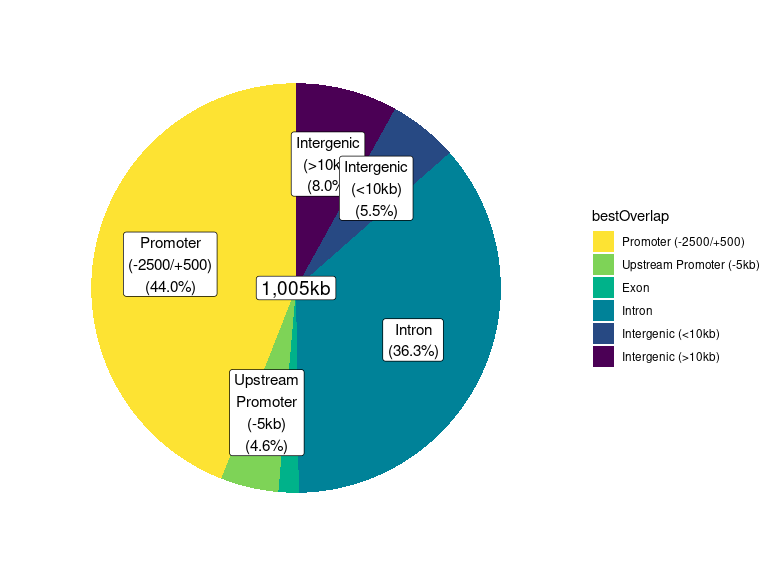 Intergenic
(>10k
(8.0%
Intergenic
(<10kb)
(5.5%)
Promoter
(-2500/+500)
(44.0%)
1,005kb
Intron
(36.3%)
Upstream
Promoter
(-5kb)
(4.6%)
bestOverlap
Promoter (-2500/+500)
Upstream Promoter (-5kb)
Exon
Intron
Intergenic (<10kb)
Intergenic (>10kb)